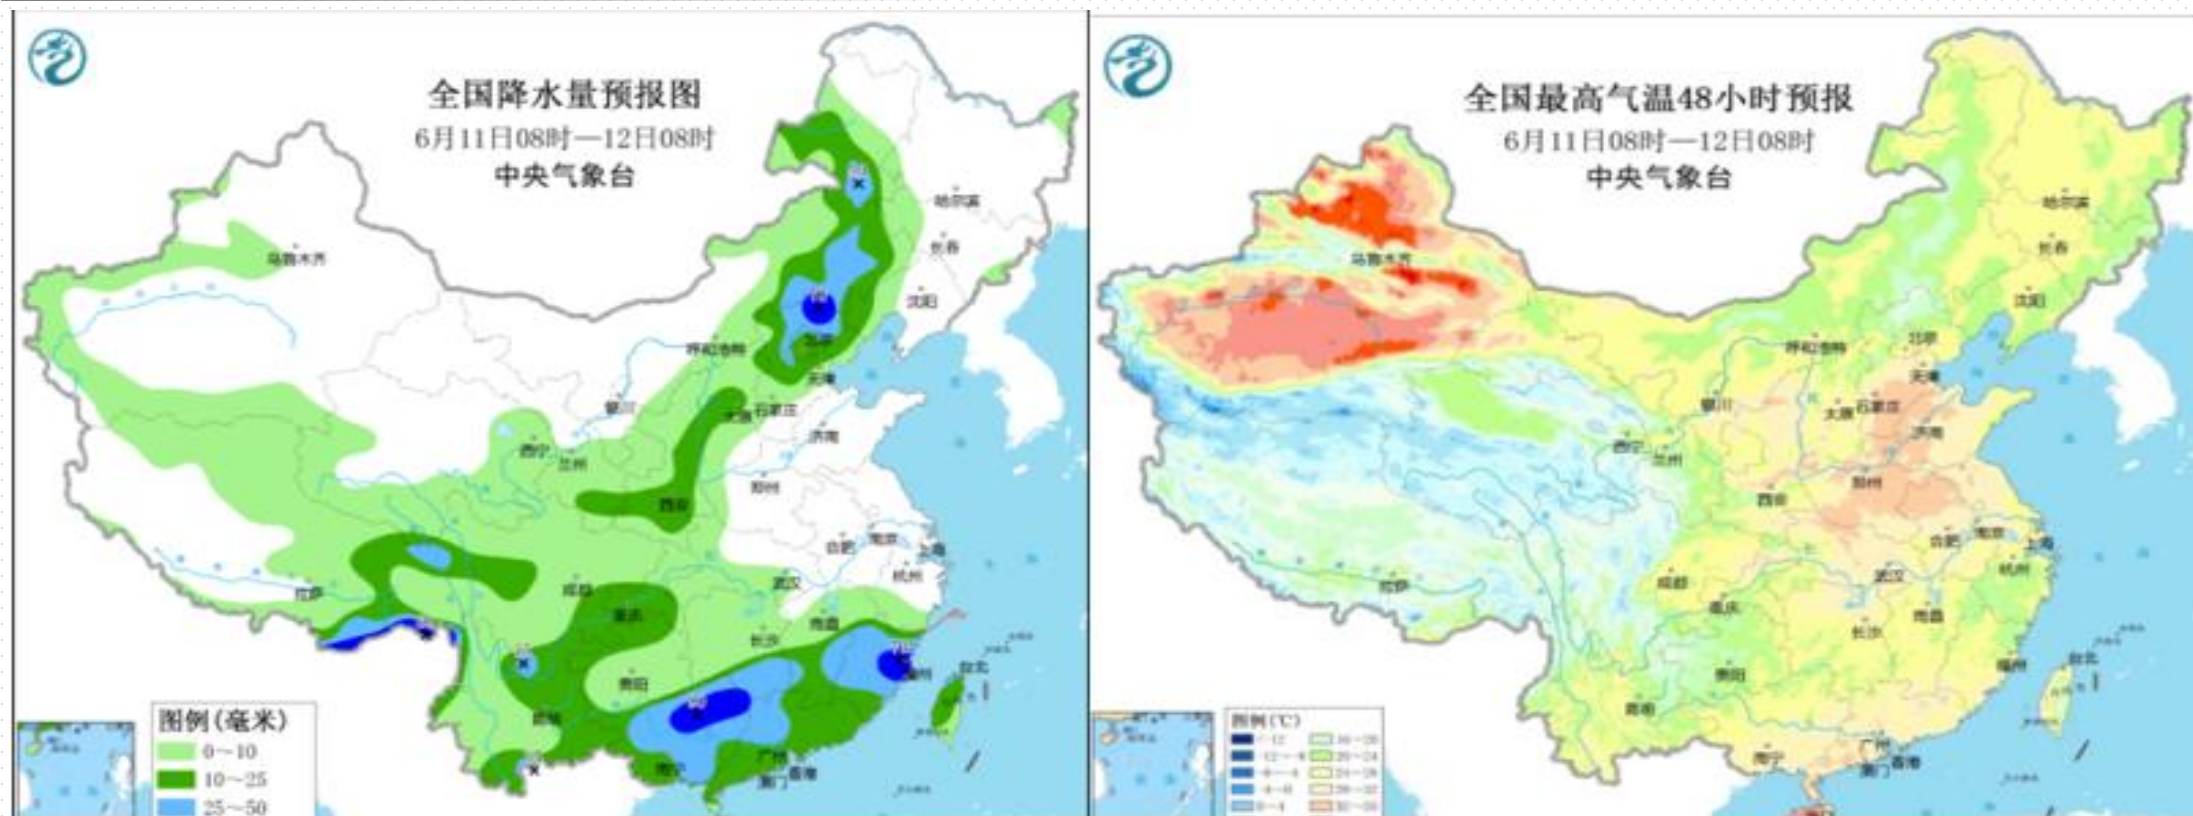 全国降水量预报图
6月11日08时—12日08时
中央气象台
哈尔滨
长春
乌鲁木齐
沈阳
北京
呼和浩特
天津
银川
太原
石家庄
济南
西宁
兰州
郑州
西安
合肥
南京
上海
杭州
武汉
成都
拉萨
重庆
南昌
长沙
贵阳
福州
台北
昆明
南宁
广州
香港
澳门
图例(毫米)
0～10
10～25
25～50
全国最高气温48小时预报
6月11日08时—12日08时
中央气象台
哈尔滨
长春
乌鲁木齐
沈阳
北京
呼和浩特
天津
银川
太原
石家庄
济南
西宁
兰州
郑州
西安
合肥
南京
上海
杭州
武汉
成都
拉萨
重庆
南昌
长沙
贵阳
福州
台北
昆明
南宁
广州
香港
澳门
图例(℃)